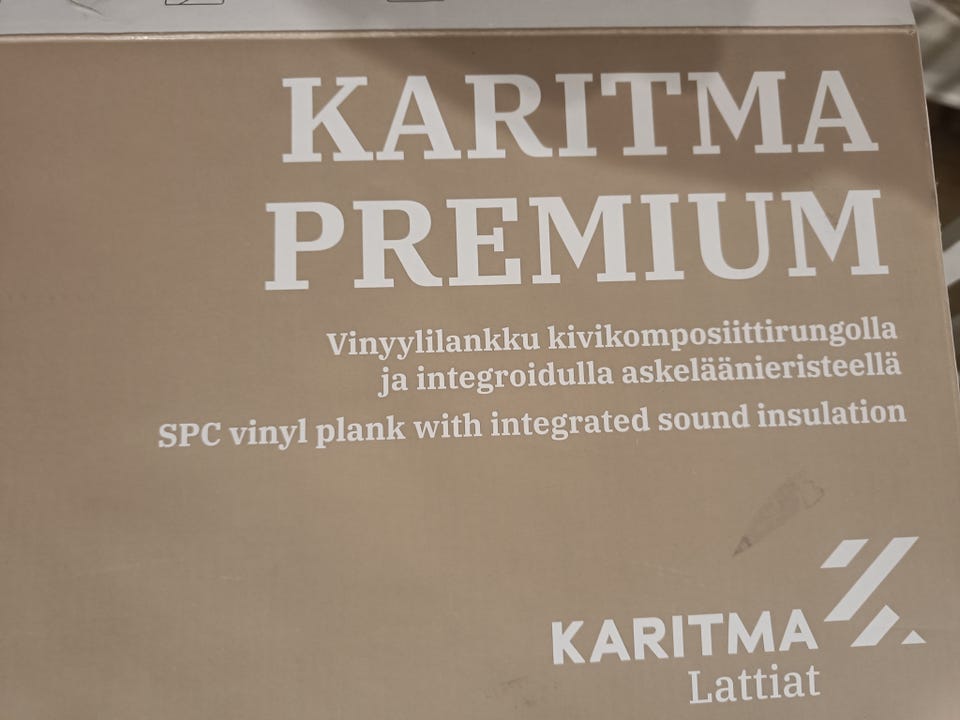 KARITMA
PREMIUM
Vinyylilankku kivikomposiittirungolla
ja integroidulla askeläänieristeellä
SPC vinyl plank with integrated sound insulation
KARITMA
Lattiat